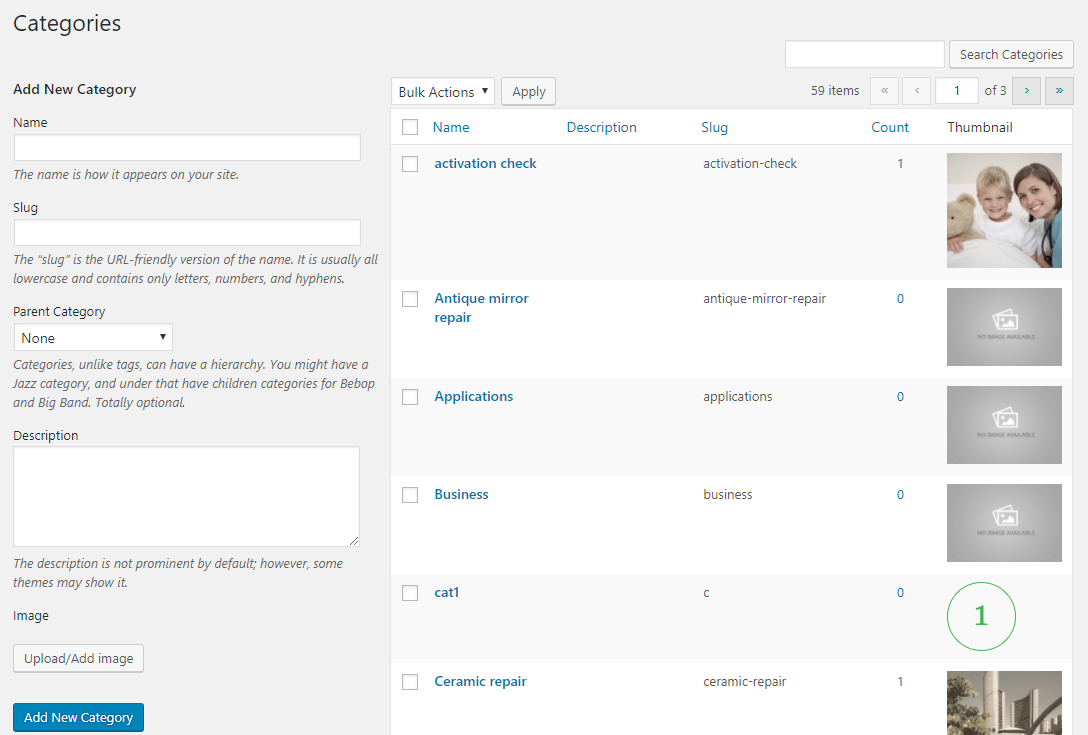 Categories
Search Categories
Add New Category
Bulk Actions ▼
Apply
59 items
«
‹
1
of 3
›
»
Name
The name is how it appears on your site.
Slug
The “slug” is the URL-friendly version of the name. It is usually all
lowercase and contains only letters, numbers, and hyphens.
Parent Category
None ▼
Categories, unlike tags, can have a hierarchy. You might have a
Jazz category, and under that have children categories for Bebop
and Big Band. Totally optional.
Description
The description is not prominent by default; however, some
themes may show it.
Image
Upload/Add image
Add New Category
Name Description Slug Count Thumbnail
activation check activation-check 1
Antique mirror antique-mirror-repair 0
repair
NO IMAGE AVAILABLE
Applications applications 0
NO IMAGE AVAILABLE
Business business 0
NO IMAGE AVAILABLE
cat1 c 0
1
Ceramic repair ceramic-repair 1